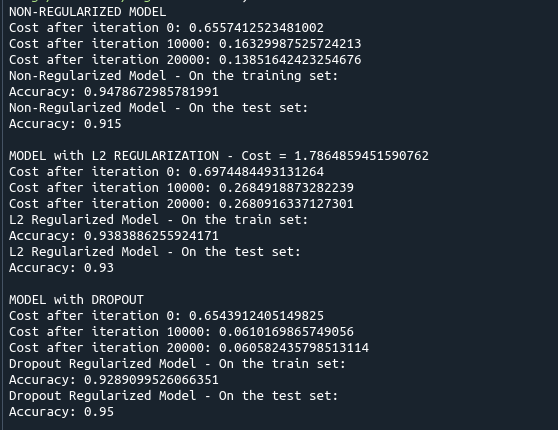 NON-REGULARIZED MODEL
Cost after iteration 0: 0.6557412523481002
Cost after iteration 10000: 0.16329987525724213
Cost after iteration 20000: 0.13851642423254676
Non-Regularized Model - On the training set:
Accuracy: 0.9478672985781991
Non-Regularized Model - On the test set:
Accuracy: 0.915
MODEL with L2 REGULARIZATION - Cost = 1.7864859451590762
Cost after iteration 0: 0.6974484493131264
Cost after iteration 10000: 0.2684918873282239
Cost after iteration 20000: 0.2680916337127301
L2 Regularized Model - On the train set:
Accuracy: 0.9383886255924171
L2 Regularized Model - On the test set:
Accuracy: 0.93
MODEL with DROPOUT
Cost after iteration 0: 0.6543912405149825
Cost after iteration 10000: 0.0610169865749056
Cost after iteration 20000: 0.060582435798513114
Dropout Regularized Model - On the train set:
Accuracy: 0.9289099526066351
Dropout Regularized Model - On the test set:
Accuracy: 0.95